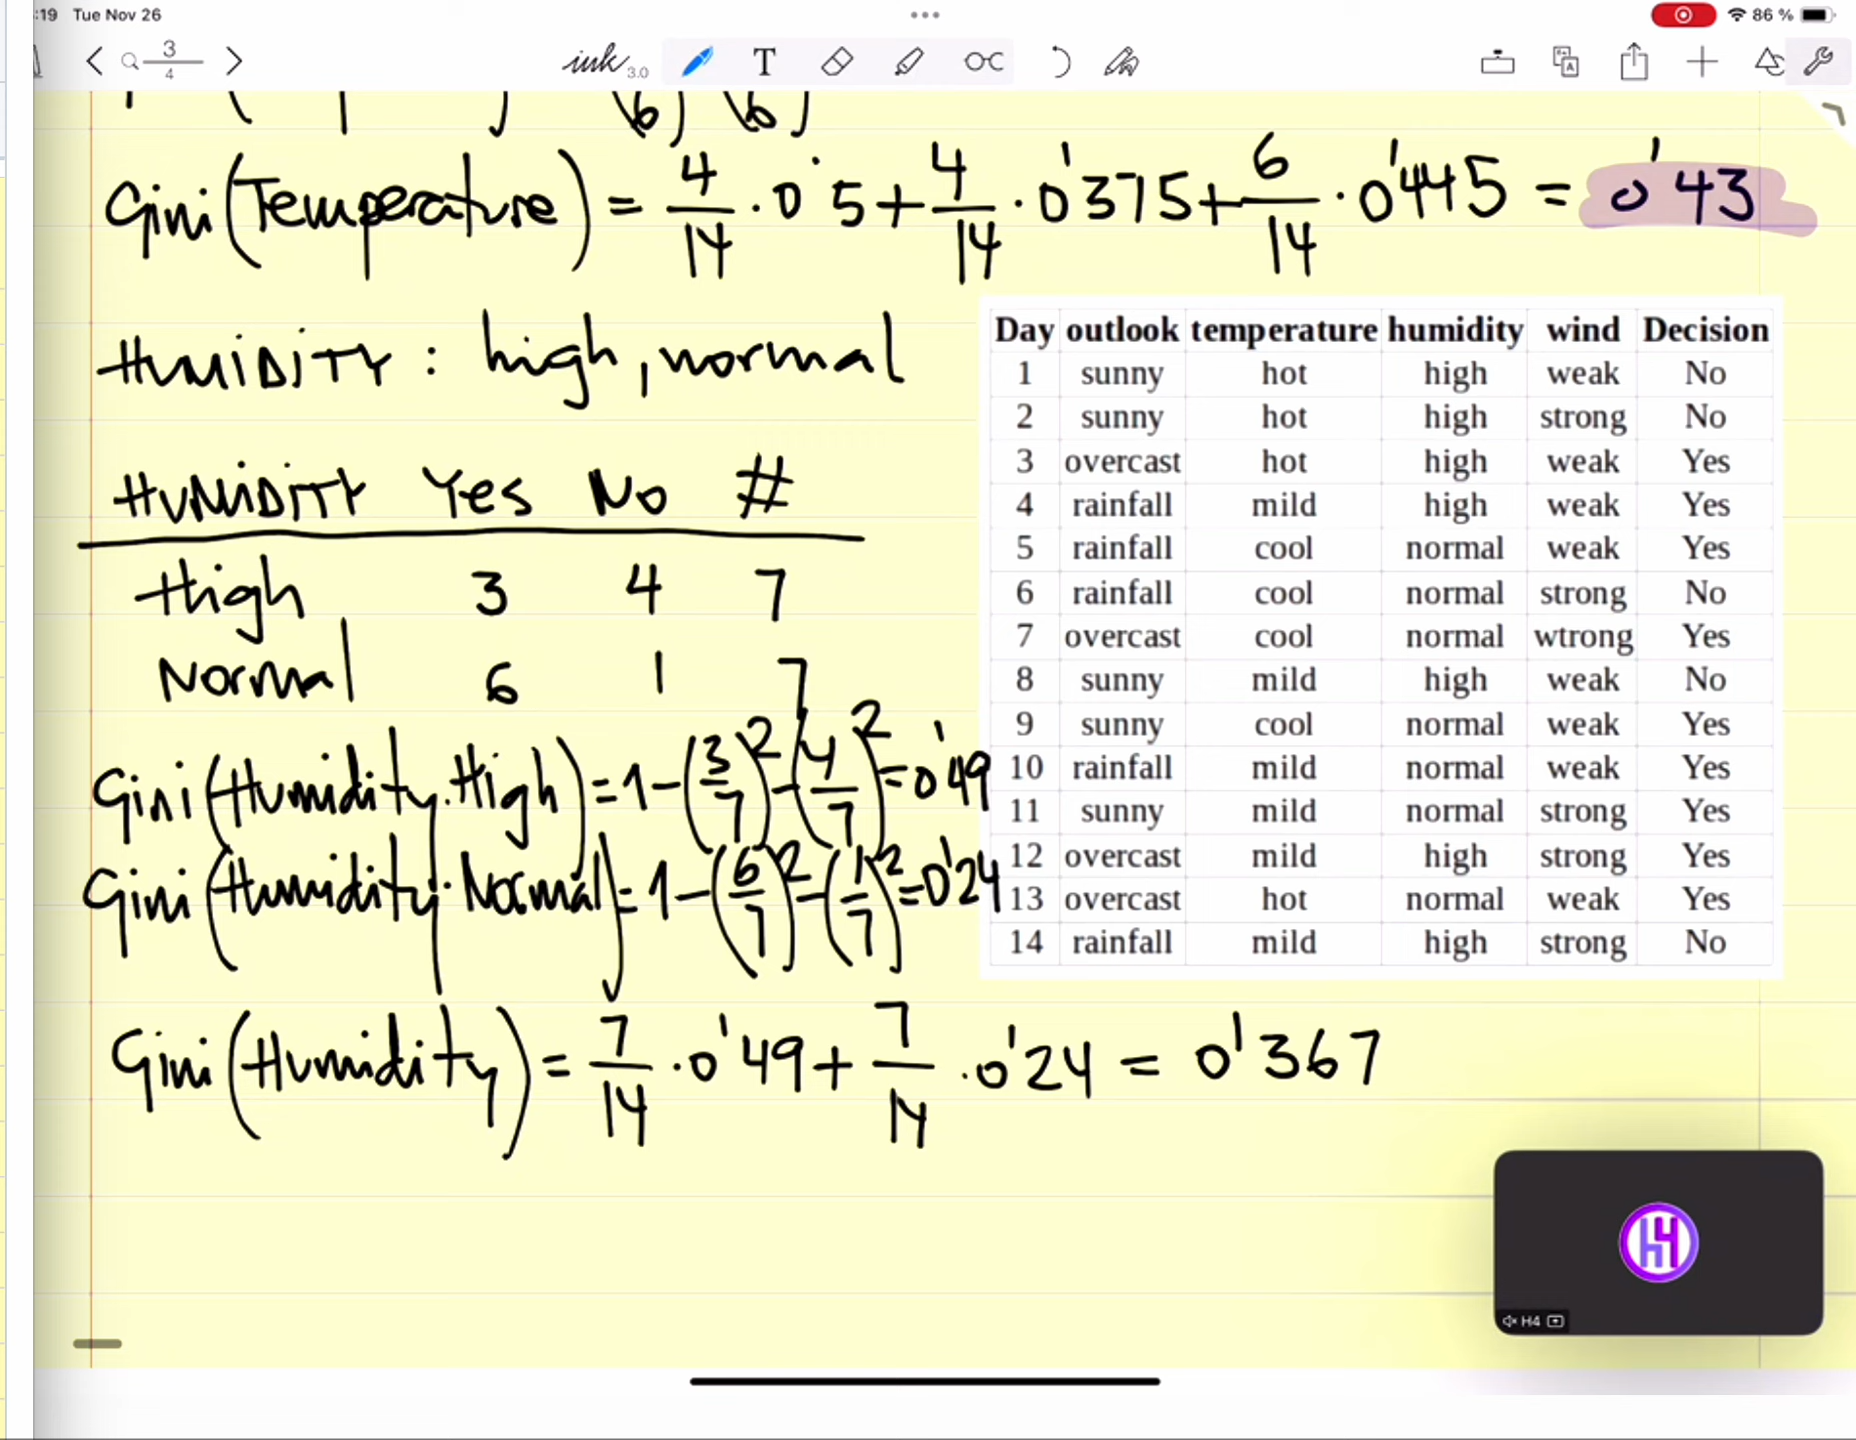 :19 Tue Nov 26
86 %
3
4
ink 3.0
T
(6) (6)
Gini(Temperature) = 4/14 · 0'5 + 4/14 · 0'375 + 6/14 · 0'445 = 0'43
HUMIDITY : high, normal
HUMIDITY Yes No #
High 3 4 7
Normal 6 1 7
Gini(Humidity.High) = 1 - (3/7)² - (4/7)² = 0'49
Gini(Humidity.Normal) = 1 - (6/7)² - (1/7)² = 0'24
Gini(Humidity) = 7/14 · 0'49 + 7/14 · 0'24 = 0'367
Day outlook temperature humidity wind Decision
1 sunny hot high weak No
2 sunny hot high strong No
3 overcast hot high weak Yes
4 rainfall mild high weak Yes
5 rainfall cool normal weak Yes
6 rainfall cool normal strong No
7 overcast cool normal wtrong Yes
8 sunny mild high weak No
9 sunny cool normal weak Yes
10 rainfall mild normal weak Yes
11 sunny mild normal strong Yes
12 overcast mild high strong Yes
13 overcast hot normal weak Yes
14 rainfall mild high strong No
H4